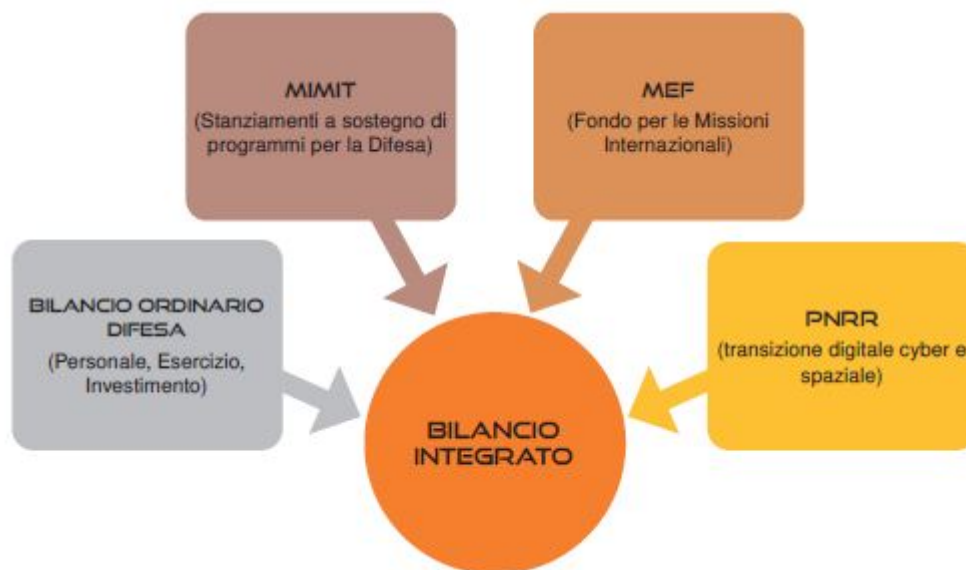 MIMIT
(Stanziamenti a sostegno di
programmi per la Difesa)
MEF
(Fondo per le Missioni
Internazionali)
BILANCIO ORDINARIO
DIFESA
(Personale, Esercizio,
Investimento)
PNRR
(transizione digitale cyber e
spaziale)
BILANCIO
INTEGRATO